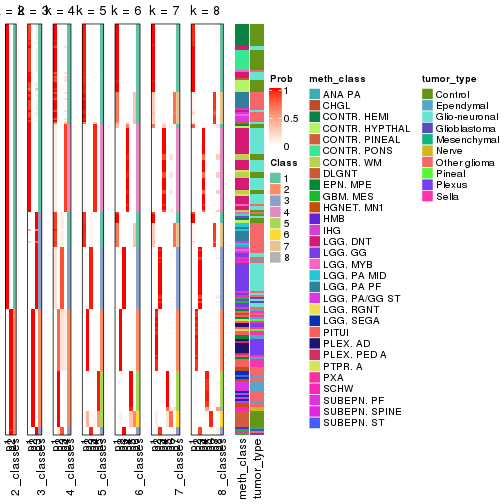 k = 2 k = 3 k = 4 k = 5 k = 6 k = 7 k = 8
Prob
1
0.5
0
Class
1
2
3
4
5
6
7
8
meth_class
ANA PA
CHGL
CONTR. HEMI
CONTR. HYPTHAL
CONTR. PINEAL
CONTR. PONS
CONTR. WM
DLGNT
EPN. MPE
GBM. MES
HGNET. MN1
HMB
IHG
LGG. DNT
LGG. GG
LGG. MYB
LGG. PA MID
LGG. PA PF
LGG. PA/GG ST
LGG. RGNT
LGG. SEGA
PITUI
PLEX. AD
PLEX. PED A
PTPR. A
PXA
SCHW
SUBEPN. PF
SUBEPN. SPINE
SUBEPN. ST
tumor_type
Control
Ependymal
Glio-neuronal
Glioblastoma
Mesenchymal
Nerve
Other glioma
Pineal
Plexus
Sella
2_classes
3_classes
4_classes
5_classes
6_classes
7_classes
8_classes
meth_class
tumor_type